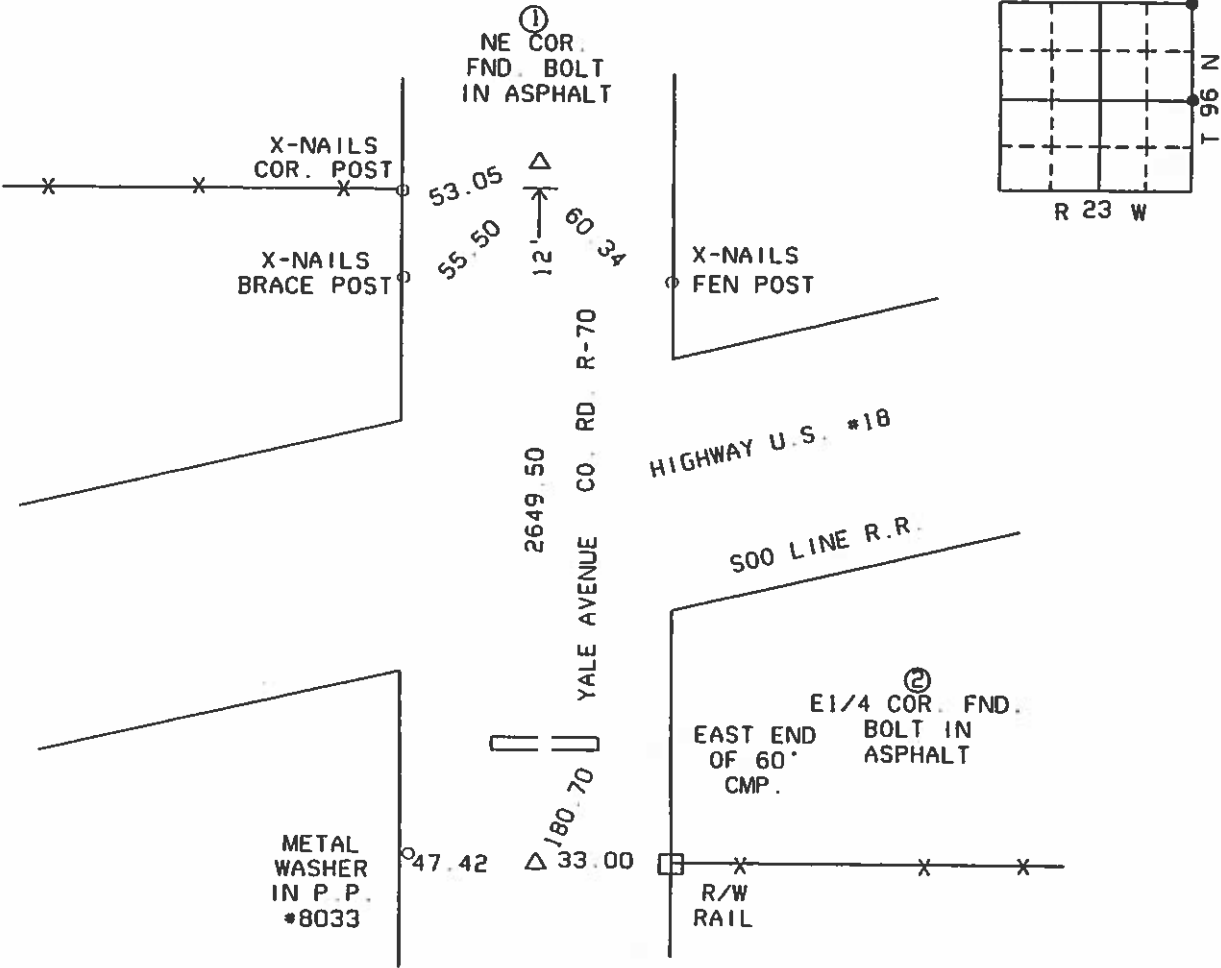 ①
NE COR.
FND. BOLT
IN ASPHALT
T 96 N
R 23 W
X-NAILS
COR. POST
53.05
55.50
60.34
12'
X-NAILS
BRACE POST
X-NAILS
FEN POST
2649.50
YALE AVENUE CO. RD. R-70
HIGHWAY U.S. #18
SOO LINE R.R.
②
E1/4 COR. FND.
BOLT IN
ASPHALT
EAST END
OF 60'
CMP.
180.70
METAL
WASHER
IN P.P.
#8033
47.42
33.00
R/W
RAIL